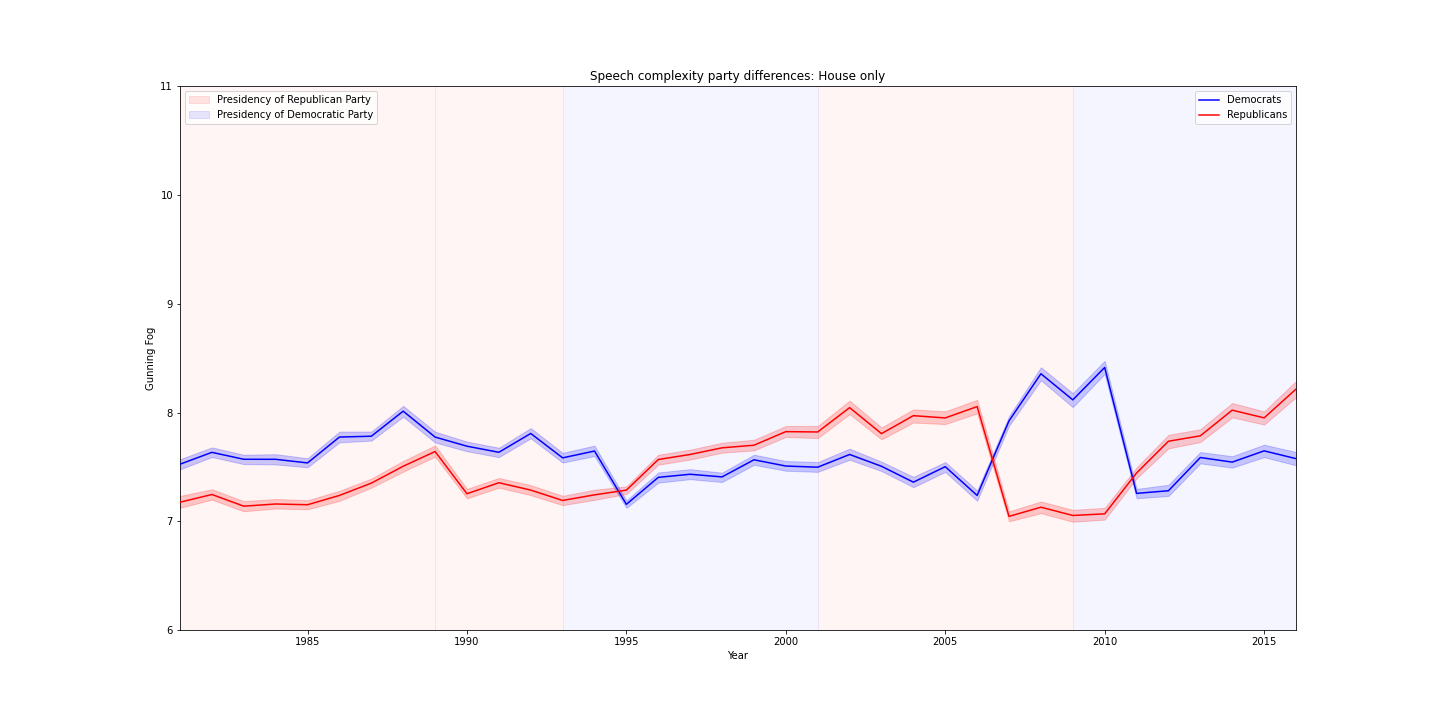 Speech complexity party differences: House only
Presidency of Republican Party
Presidency of Democratic Party
Democrats
Republicans
11
10
9
8
7
6
Gunning Fog
1985
1990
1995
2000
2005
2010
2015
Year